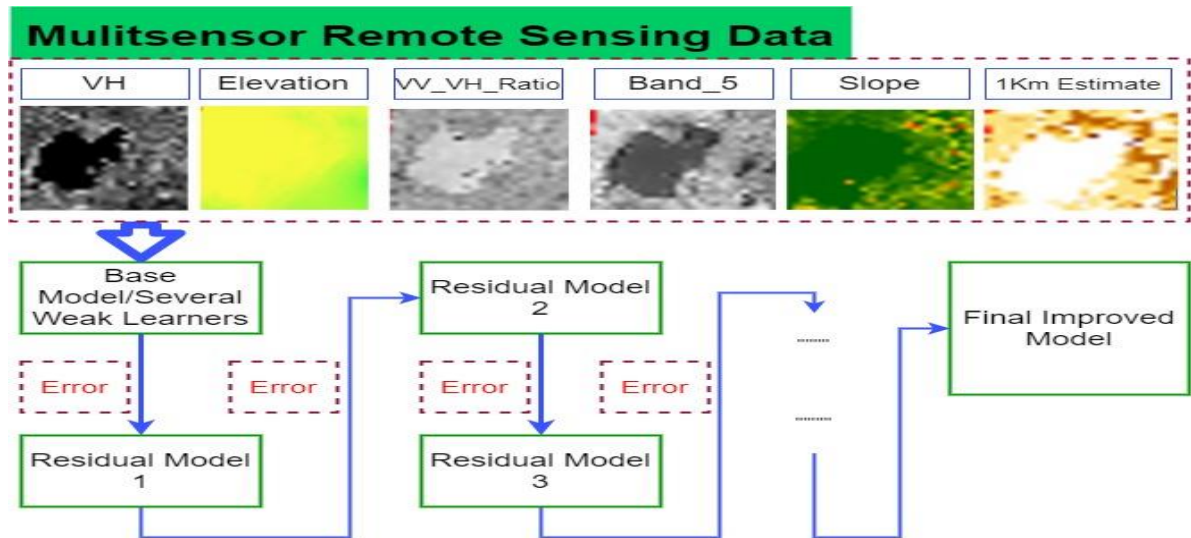 Mulitsensor Remote Sensing Data
VH
Elevation
VV_VH_Ratio
Band_5
Slope
1Km Estimate
Base
Model/Several
Weak Learners
Residual Model
2
Final Improved
Model
Error
Error
Error
Error
Residual Model
1
Residual Model
3